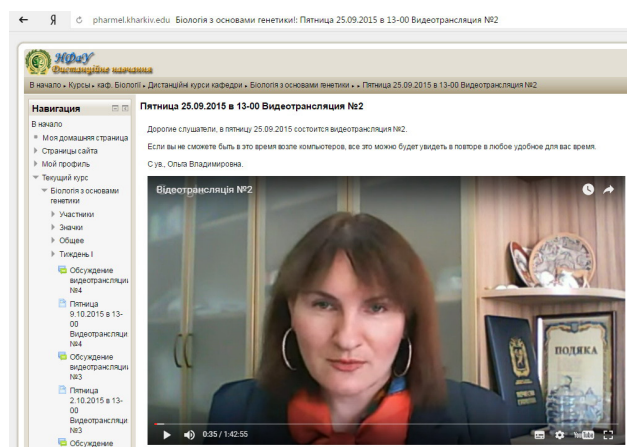 pharmel.kharkiv.edu Біологія з основами генетики!: Пятница 25.09.2015 в 13-00 Видеотрансляция №2
НФаУ
Дистанційне навчання
В начало ▸ Курсы ▸ каф. Біології ▸ Дистанційні курси кафедри ▸ Біологія з основами генетики ▸ ▸ Пятница 25.09.2015 в 13-00 Видеотрансляция №2
Навигация
В начало
Моя домашняя страница
Страницы сайта
Мой профиль
Текущий курс
Біологія з основами
генетики
Участники
Значки
Общее
Тиждень I
Обсуждение
видеотрансляции
№4
Пятница
9.10.2015 в 13-
00
Видеотрансляци
№4
Обсуждение
видеотрансляции
№3
Пятница
2.10.2015 в 13-
00
Видеотрансляци
№3
Обсуждение
Пятница 25.09.2015 в 13-00 Видеотрансляция №2
Дорогие слушатели, в пятницу 25.09.2015 состоится видеотрансляция №2.
Если вы не сможете быть в это время возле компьютеров, все это можно будет увидеть в повторе в любое удобное для вас время.
С ув., Ольга Владимировна.
Відеотрансляція №2
ПОДЯКА
0:35 / 1:42:55
YouTube